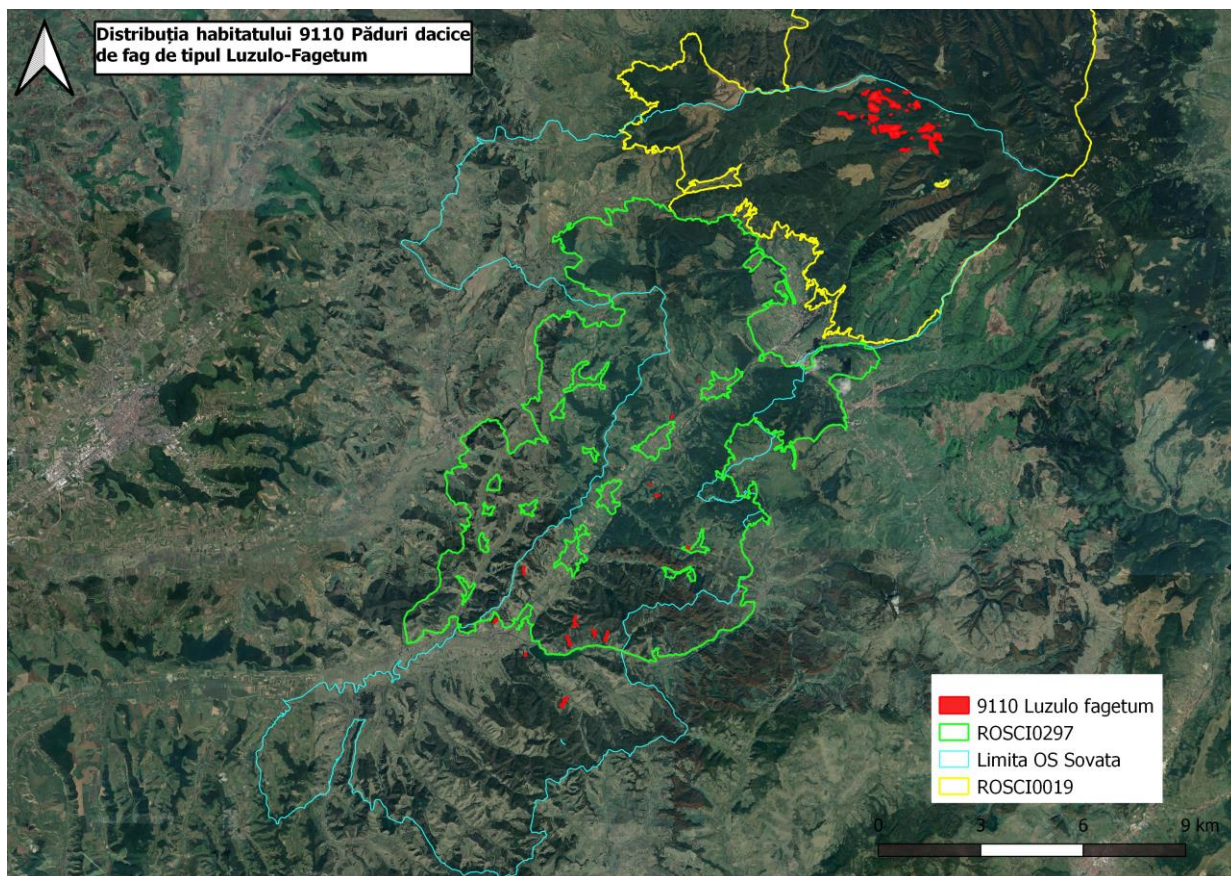 Distribuția habitatului 9110 Păduri dacice
de fag de tipul Luzulo-Fagetum
9110 Luzulo fagetum
ROSCI0297
Limita OS Sovata
ROSCI0019
0 3 6 9 km